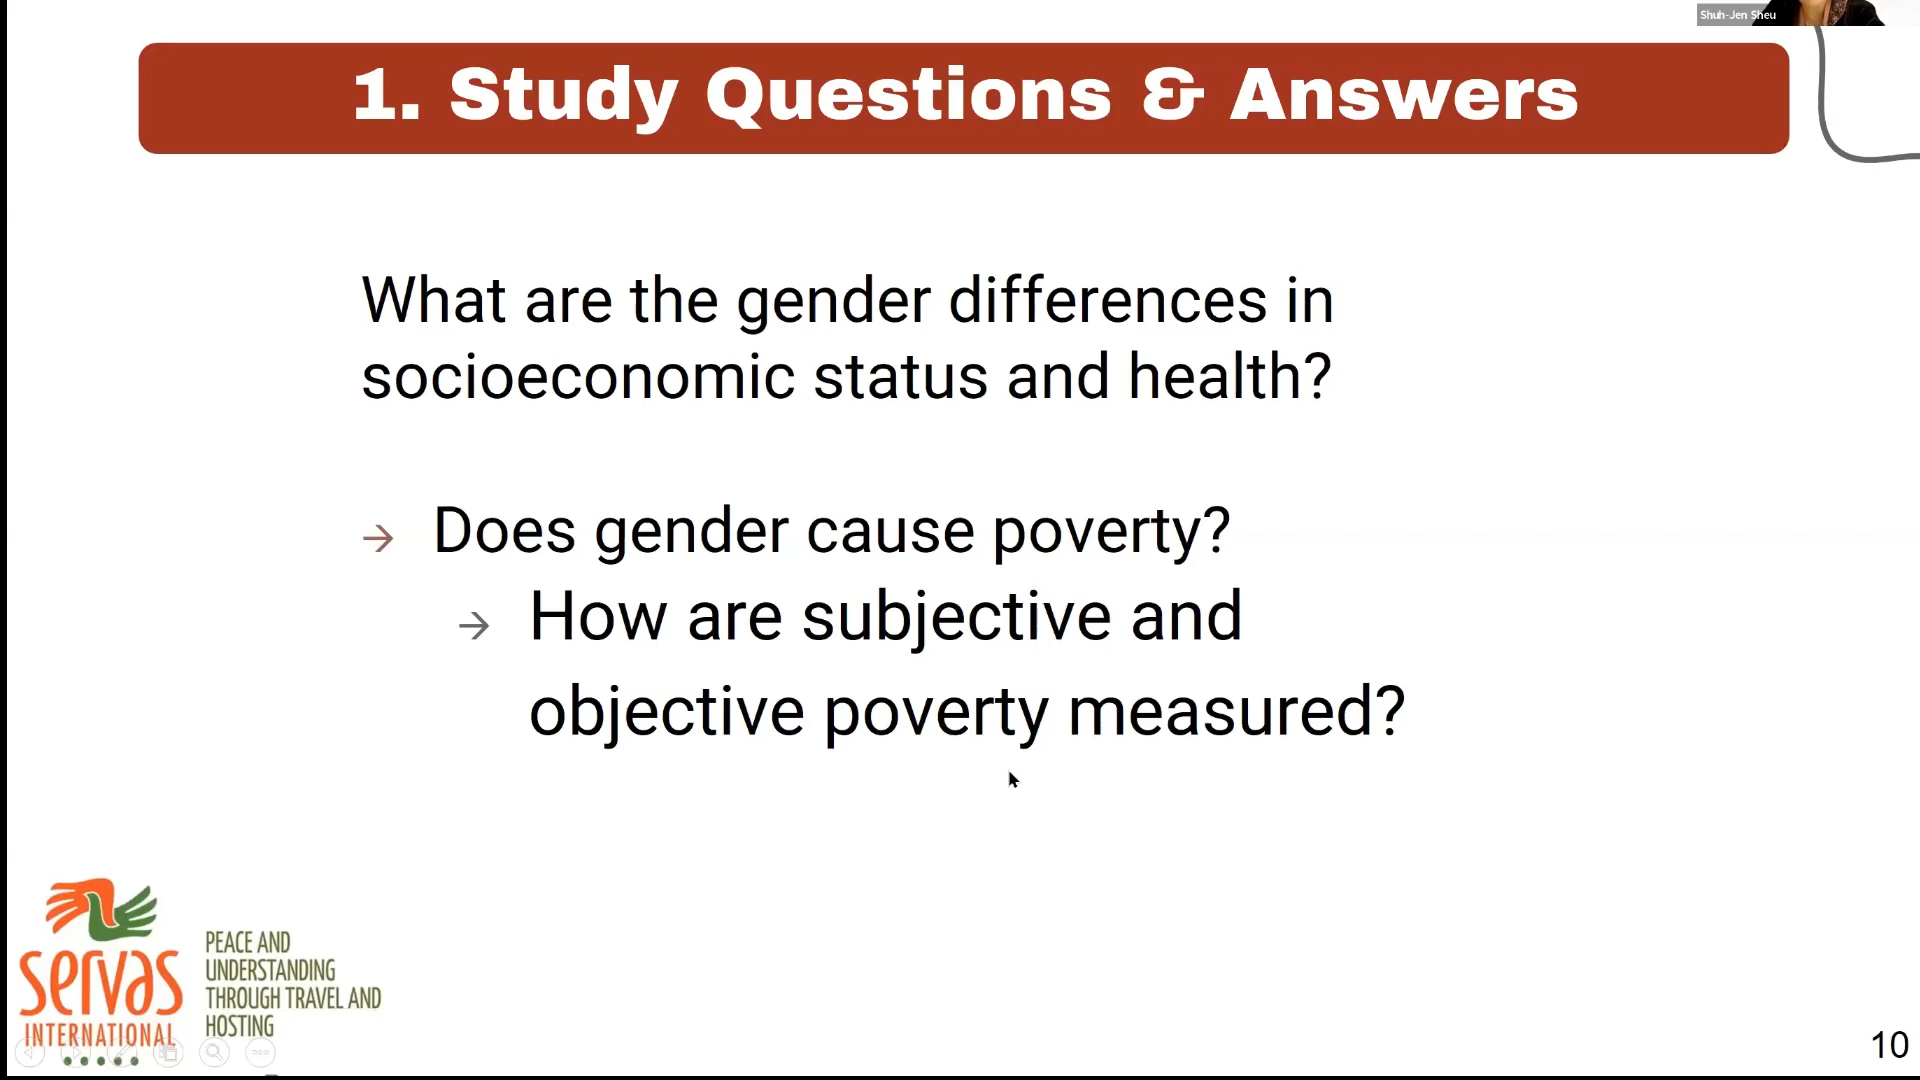 Shuh-Jen Sheu
1. Study Questions & Answers
What are the gender differences in
socioeconomic status and health?
→ Does gender cause poverty?
→ How are subjective and
objective poverty measured?
servas
INTERNATIONAL
PEACE AND
UNDERSTANDING
THROUGH TRAVEL AND
HOSTING
10